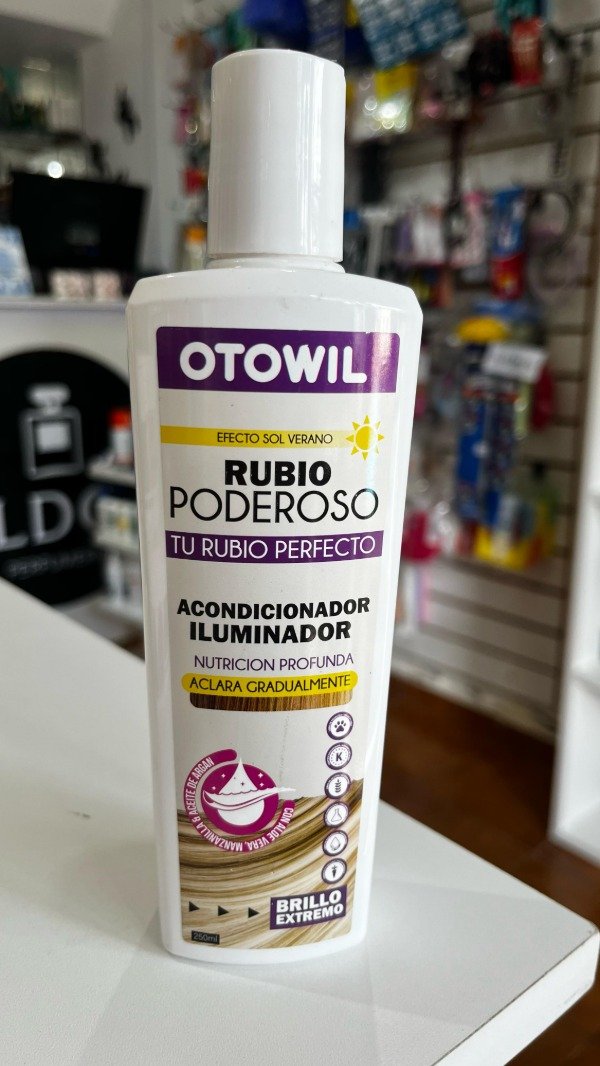 OTOWIL
EFECTO SOL VERANO
RUBIO
PODEROSO
TU RUBIO PERFECTO
ACONDICIONADOR
ILUMINADOR
NUTRICION PROFUNDA
ACLARA GRADUALMENTE
CON ALOE VERA, MANZANILLA & ACEITE DE ARGAN
K
BRILLO
EXTREMO
250ml